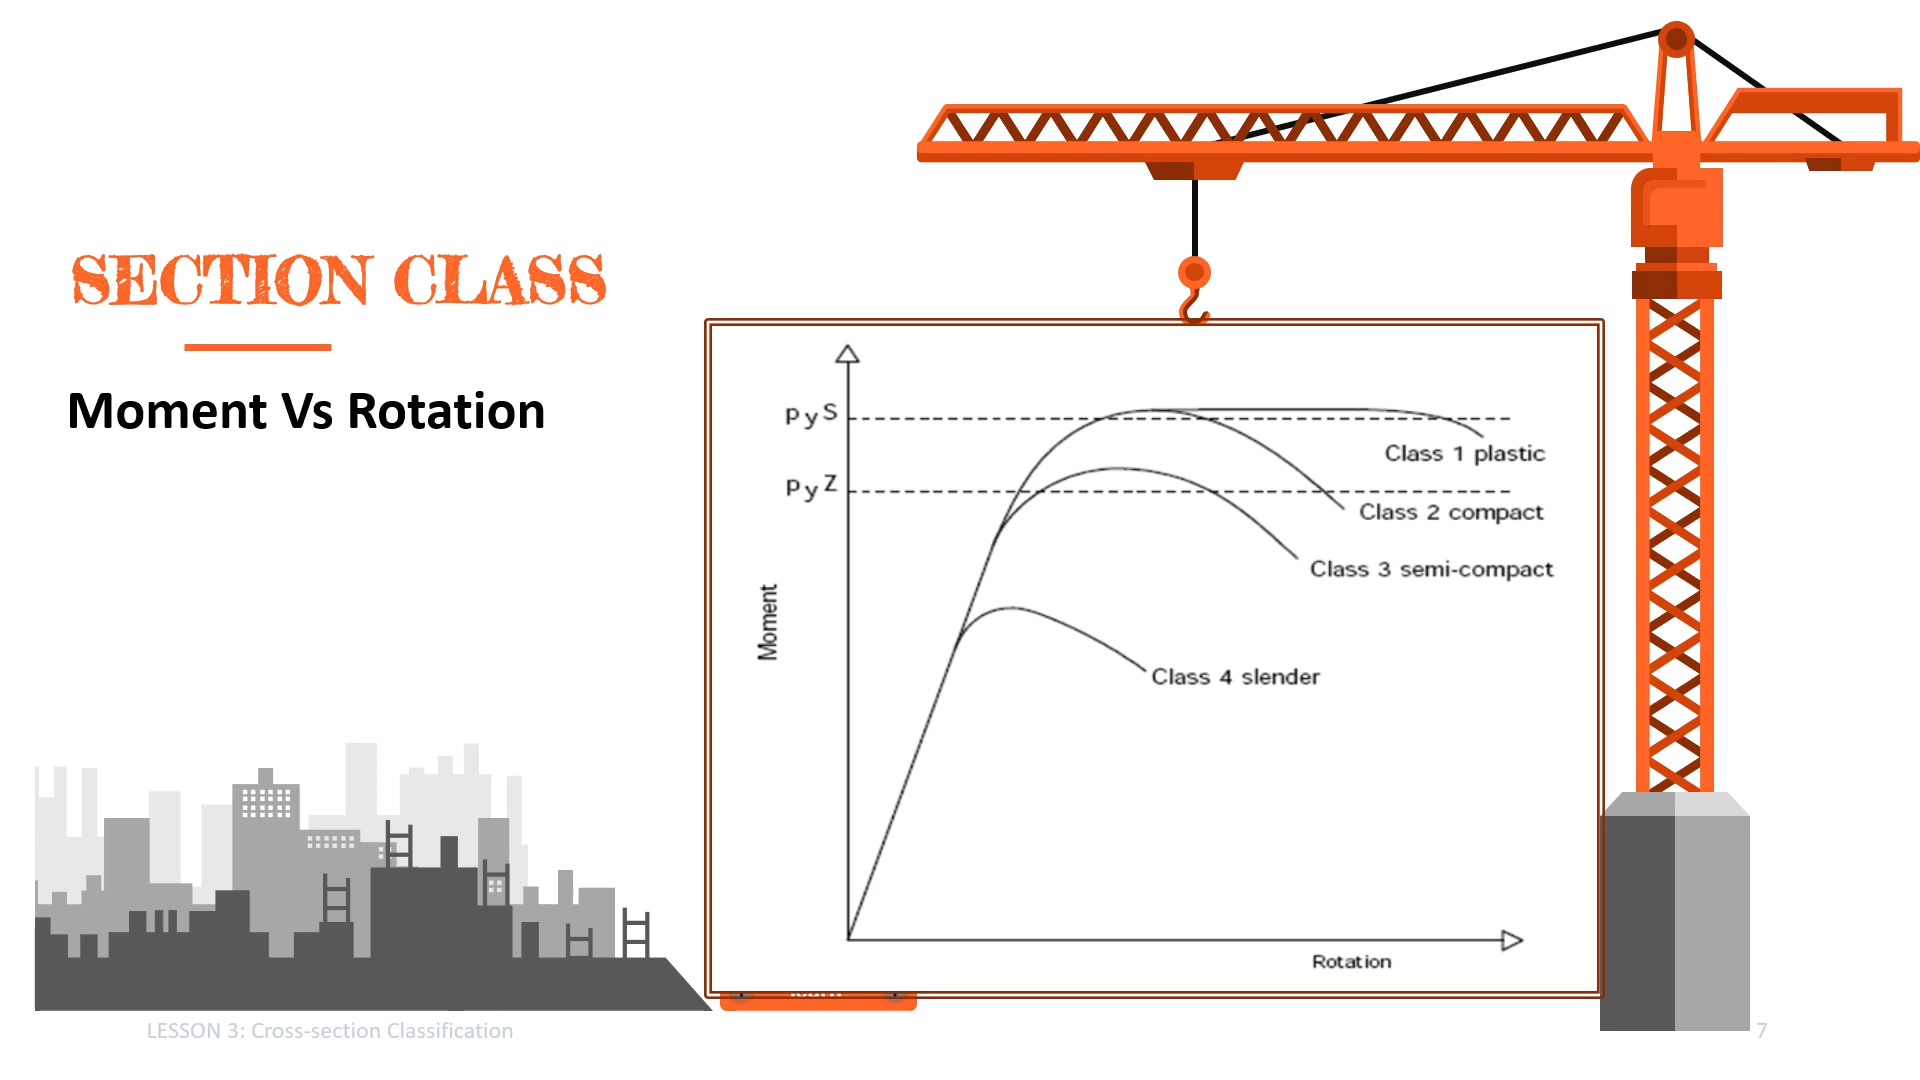 SECTION CLASS
Moment Vs Rotation
pyS
Class 1 plastic
pyZ
Class 2 compact
Class 3 semi-compact
Moment
Class 4 slender
Rotation
LESSON 3: Cross-section Classification
7